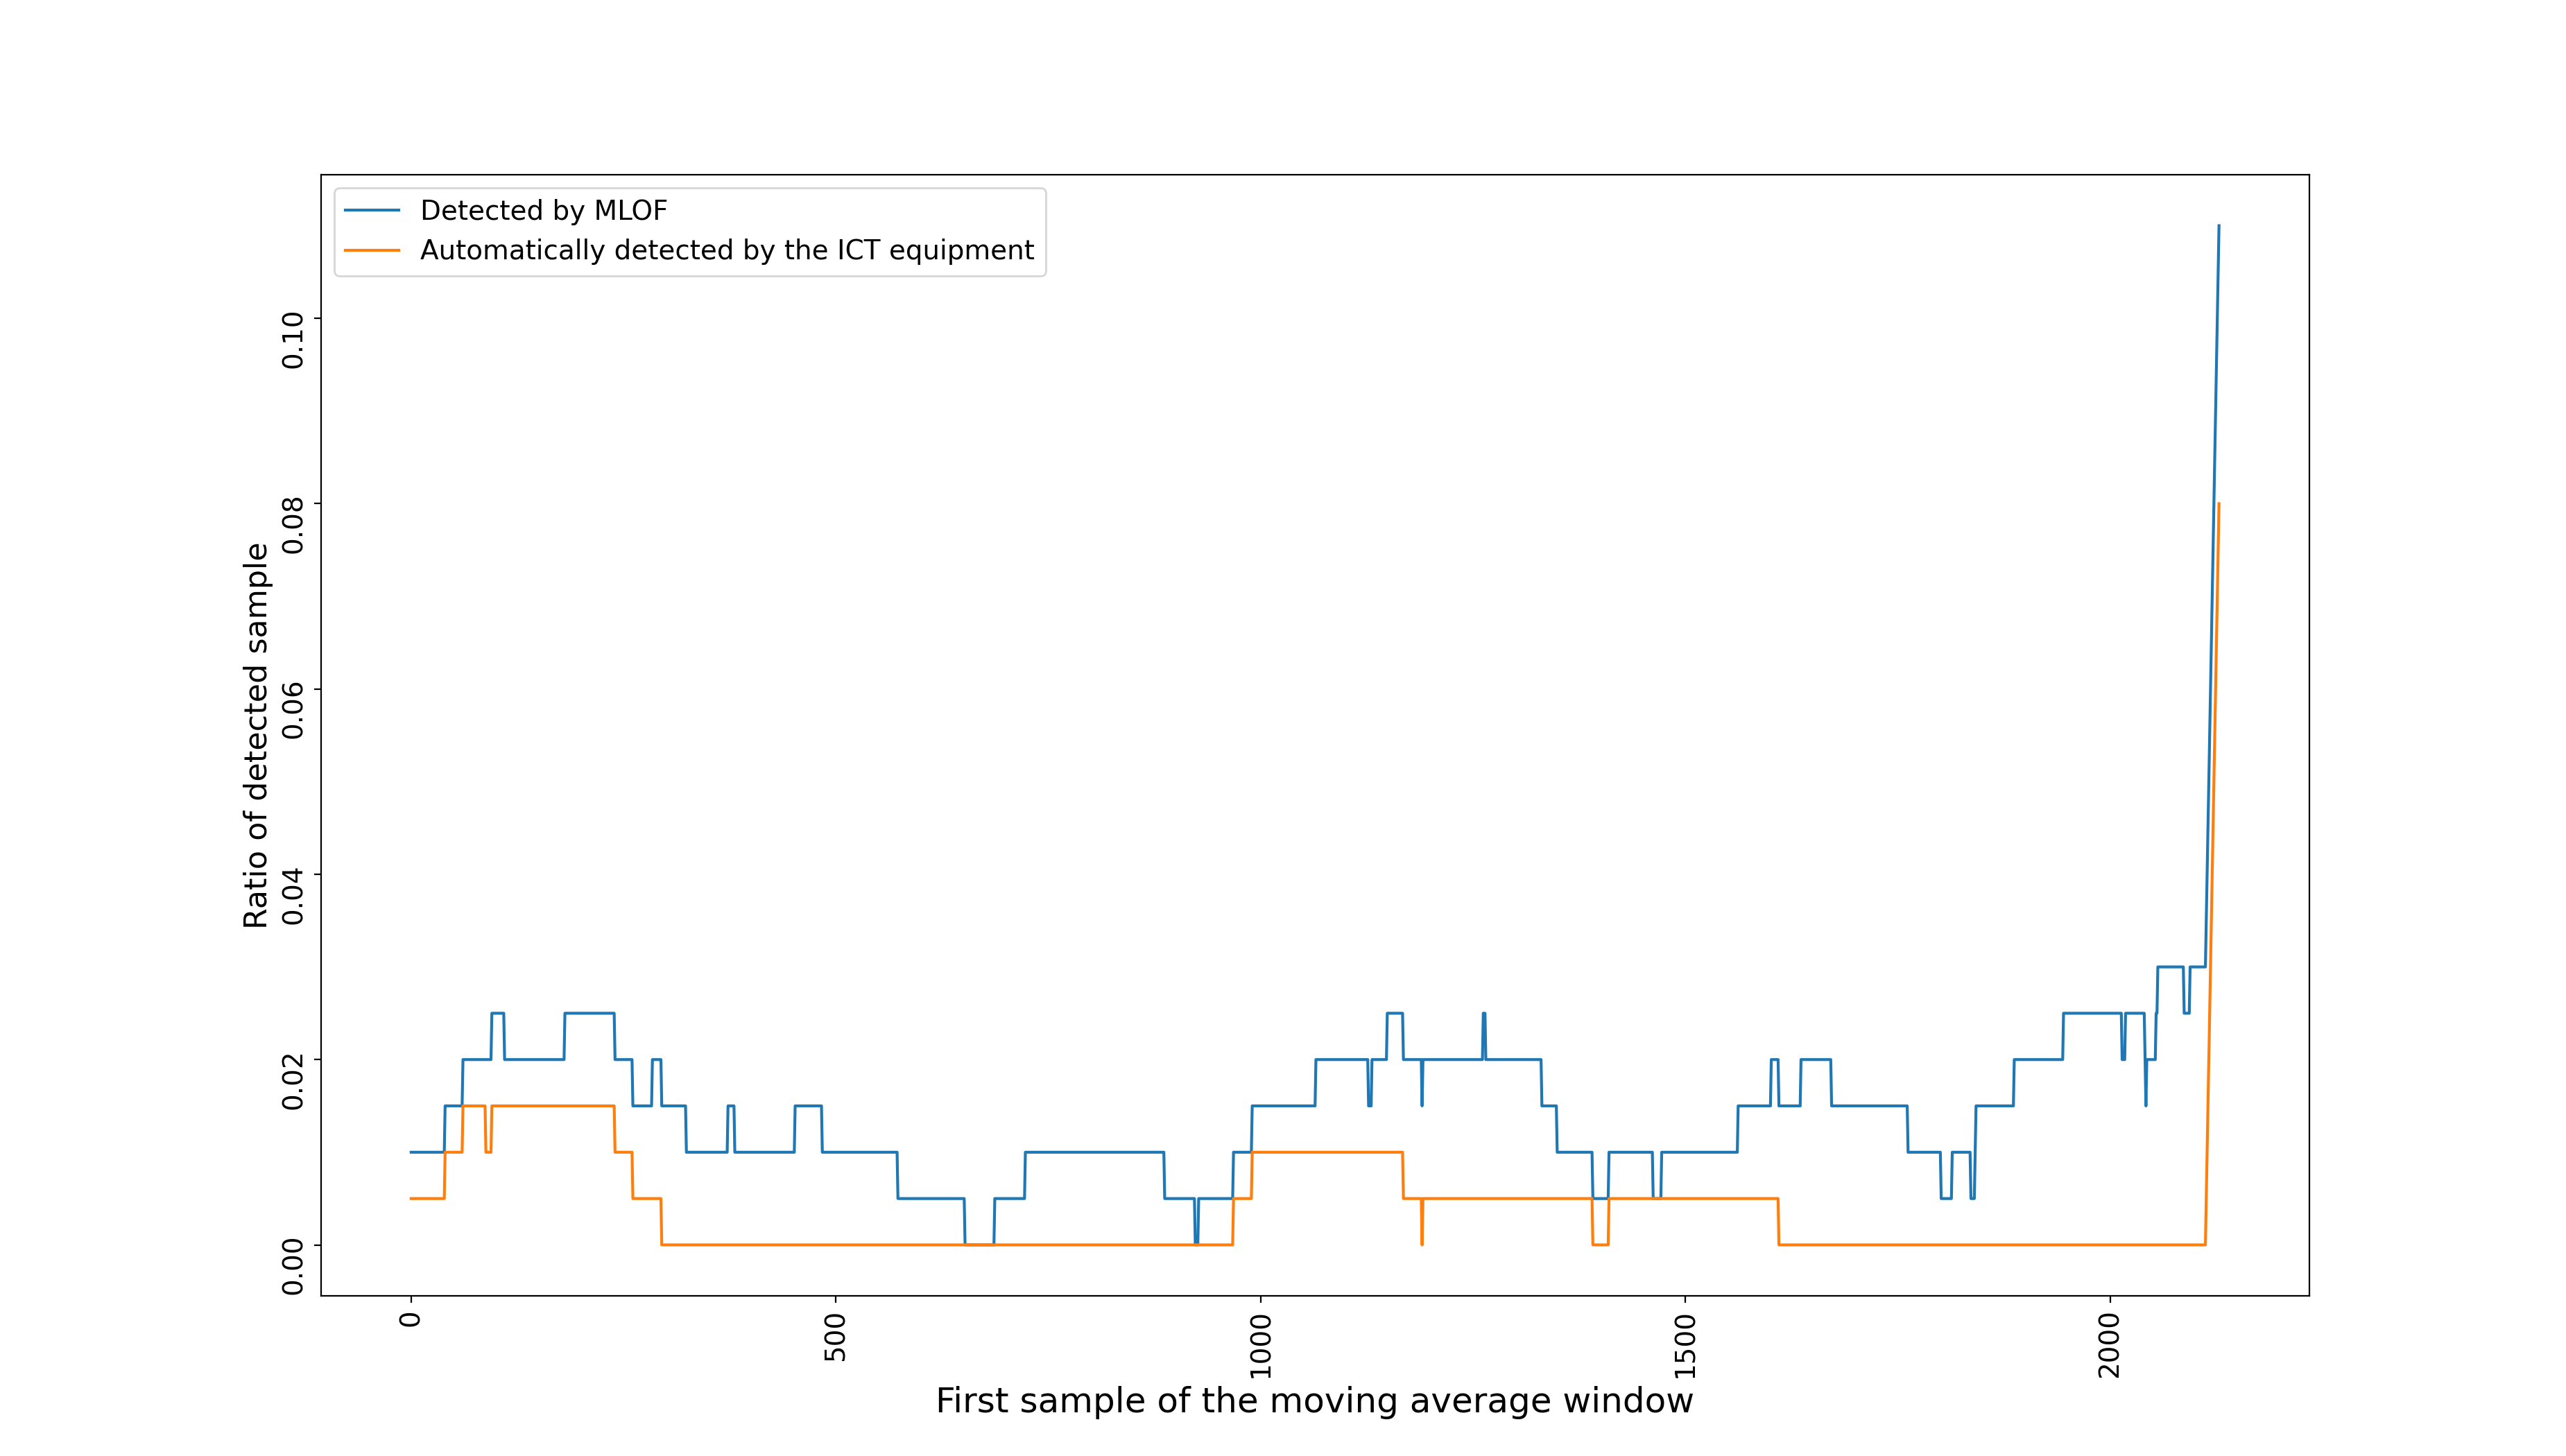 Detected by MLOF
Automatically detected by the ICT equipment
Ratio of detected sample
0.10
0.08
0.06
0.04
0.02
0.00
0
500
1000
1500
2000
First sample of the moving average window